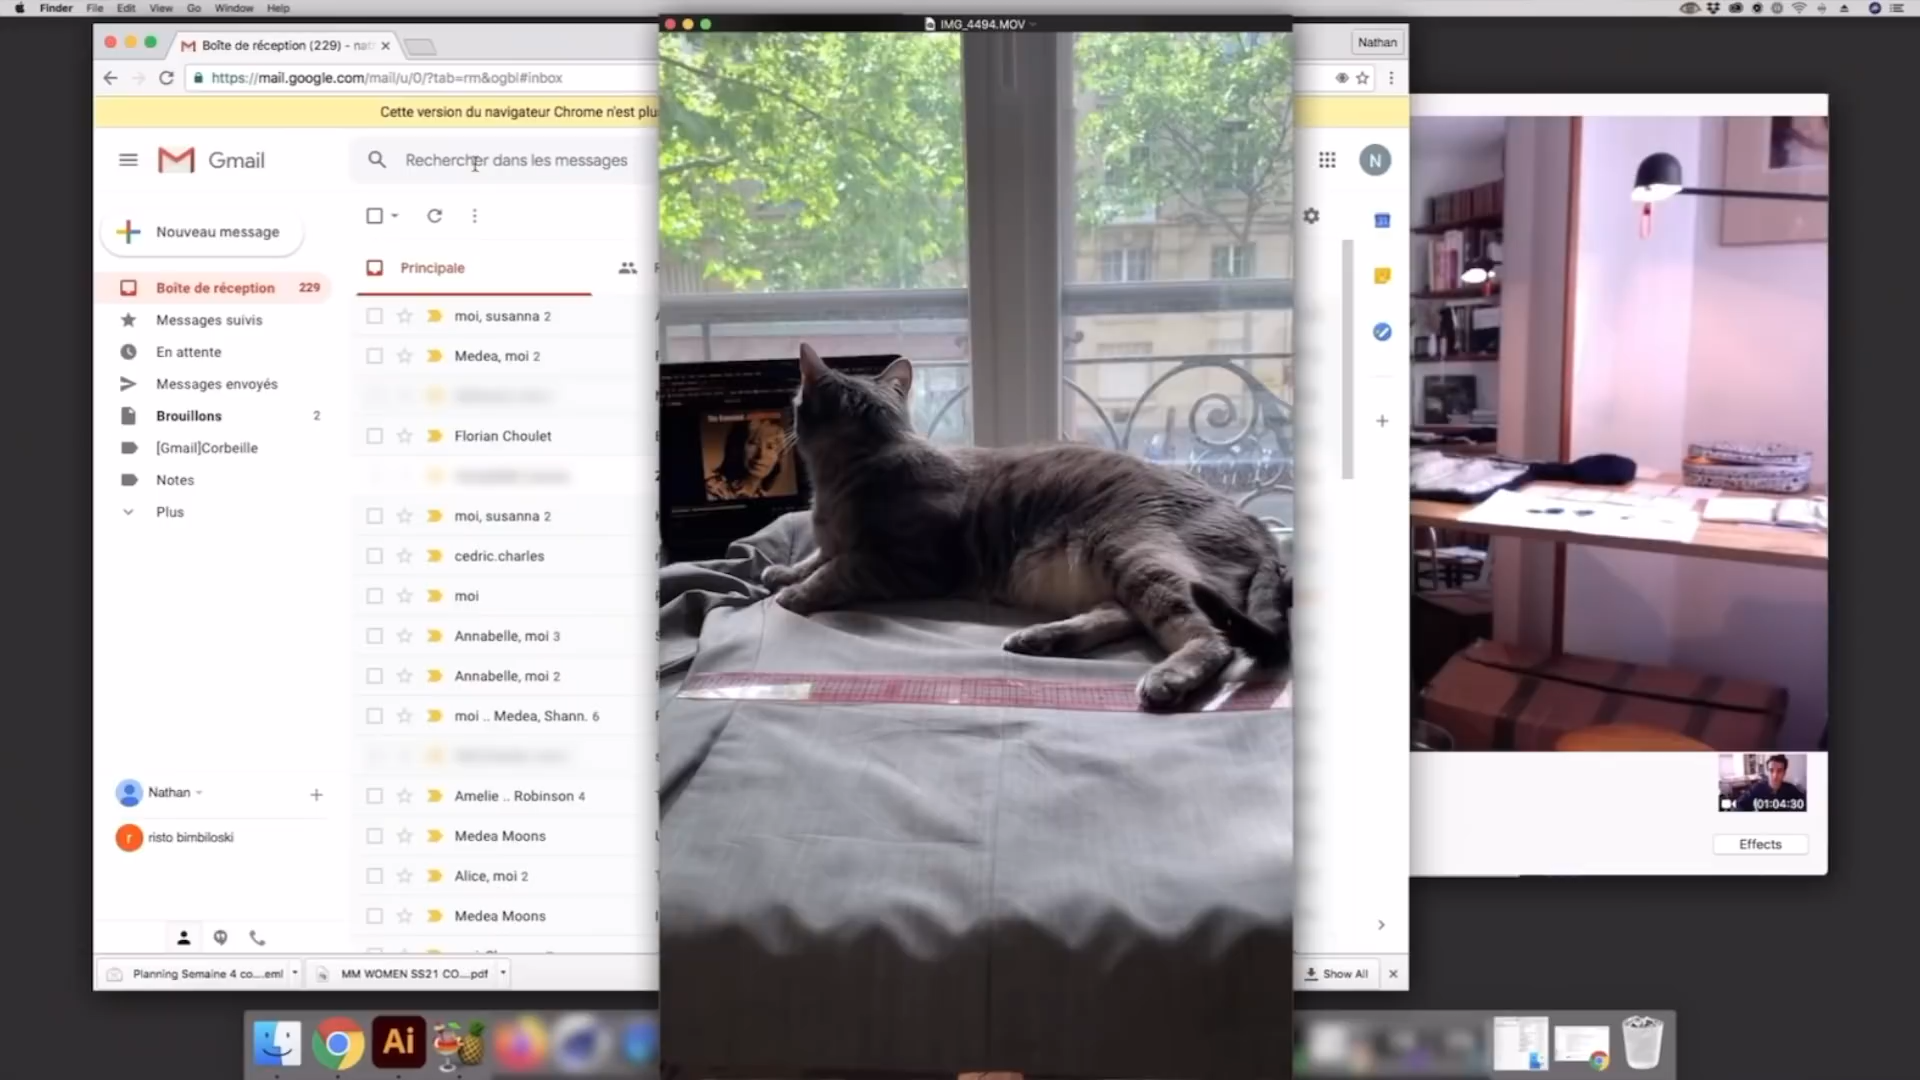 Finder File Edit View Go Window Help
IMG_4494.MOV
Boîte de réception (229) - nat
Nathan
https://mail.google.com/mail/u/0/?tab=rm&ogbl#inbox
Cette version du navigateur Chrome n'est plu
Gmail
Rechercher dans les messages
N
Nouveau message
Principale
Boîte de réception 229
Messages suivis
En attente
Messages envoyés
Brouillons 2
[Gmail]Corbeille
Notes
Plus
moi, susanna 2
Medea, moi 2
Florian Choulet
moi, susanna 2
cedric.charles
moi
Annabelle, moi 3
Annabelle, moi 2
moi .. Medea, Shann. 6
Amelie .. Robinson 4
Medea Moons
Alice, moi 2
Medea Moons
Nathan
r risto bimbiloski
(01:04:30
Effects
Planning Semaine 4 co....eml
MM WOMEN SS21 CO....pdf
Show All
Ai